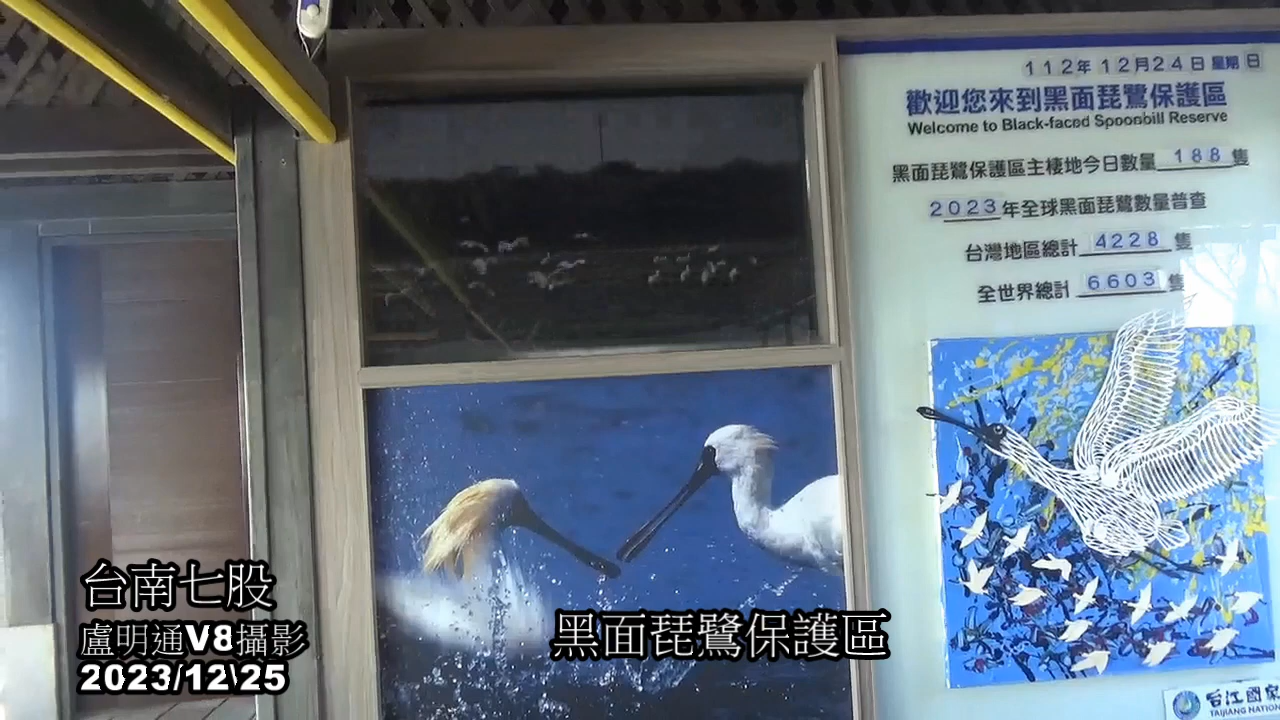 112年12月24日 星期日
歡迎您來到黑面琵鷺保護區
Welcome to Black-faced Spoonbill Reserve
黑面琵鷺保護區主棲地今日數量 188 隻
2023年全球黑面琵鷺數量普查
台灣地區總計 4228 隻
全世界總計 6603 隻
台南七股
盧明通V8攝影
2023/12\25
黑面琵鷺保護區
台江國家
TAIJIANG NATION